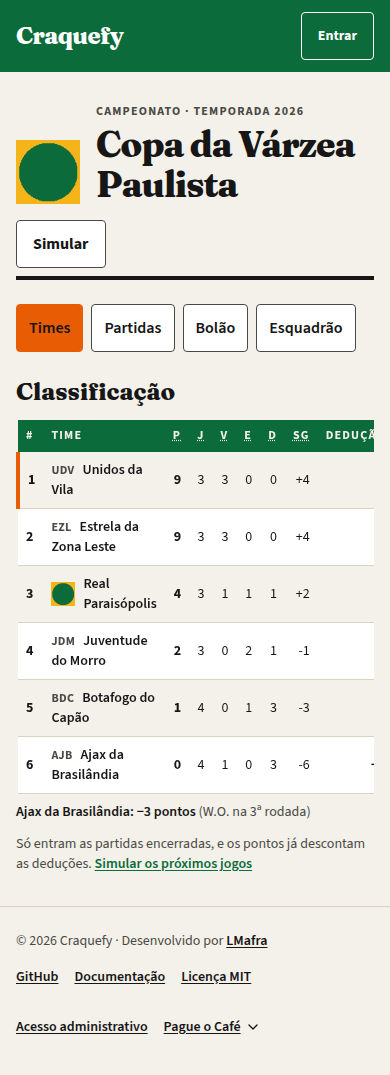 Craquefy
Entrar
CAMPEONATO · TEMPORADA 2026
Copa da Várzea
Paulista
Simular
Times Partidas Bolão Esquadrão
Classificação
# TIME P J V E D SG
1 UDV Unidos da Vila 9 3 3 0 0 +4
2 EZL Estrela da Zona Leste 9 3 3 0 0 +4
3 Real Paraisópolis 4 3 1 1 1 +2
4 JDM Juventude do Morro 2 3 0 2 1 -1
5 BDC Botafogo do Capão 1 4 0 1 3 -3
6 AJB Ajax da Brasilândia 0 4 1 0 3 -6
Ajax da Brasilândia: −3 pontos (W.O. na 3ª rodada)
Só entram as partidas encerradas, e os pontos já descontam
as deduções. Simular os próximos jogos
© 2026 Craquefy · Desenvolvido por LMafra
GitHub Documentação Licença MIT
Acesso administrativo Pague o Café